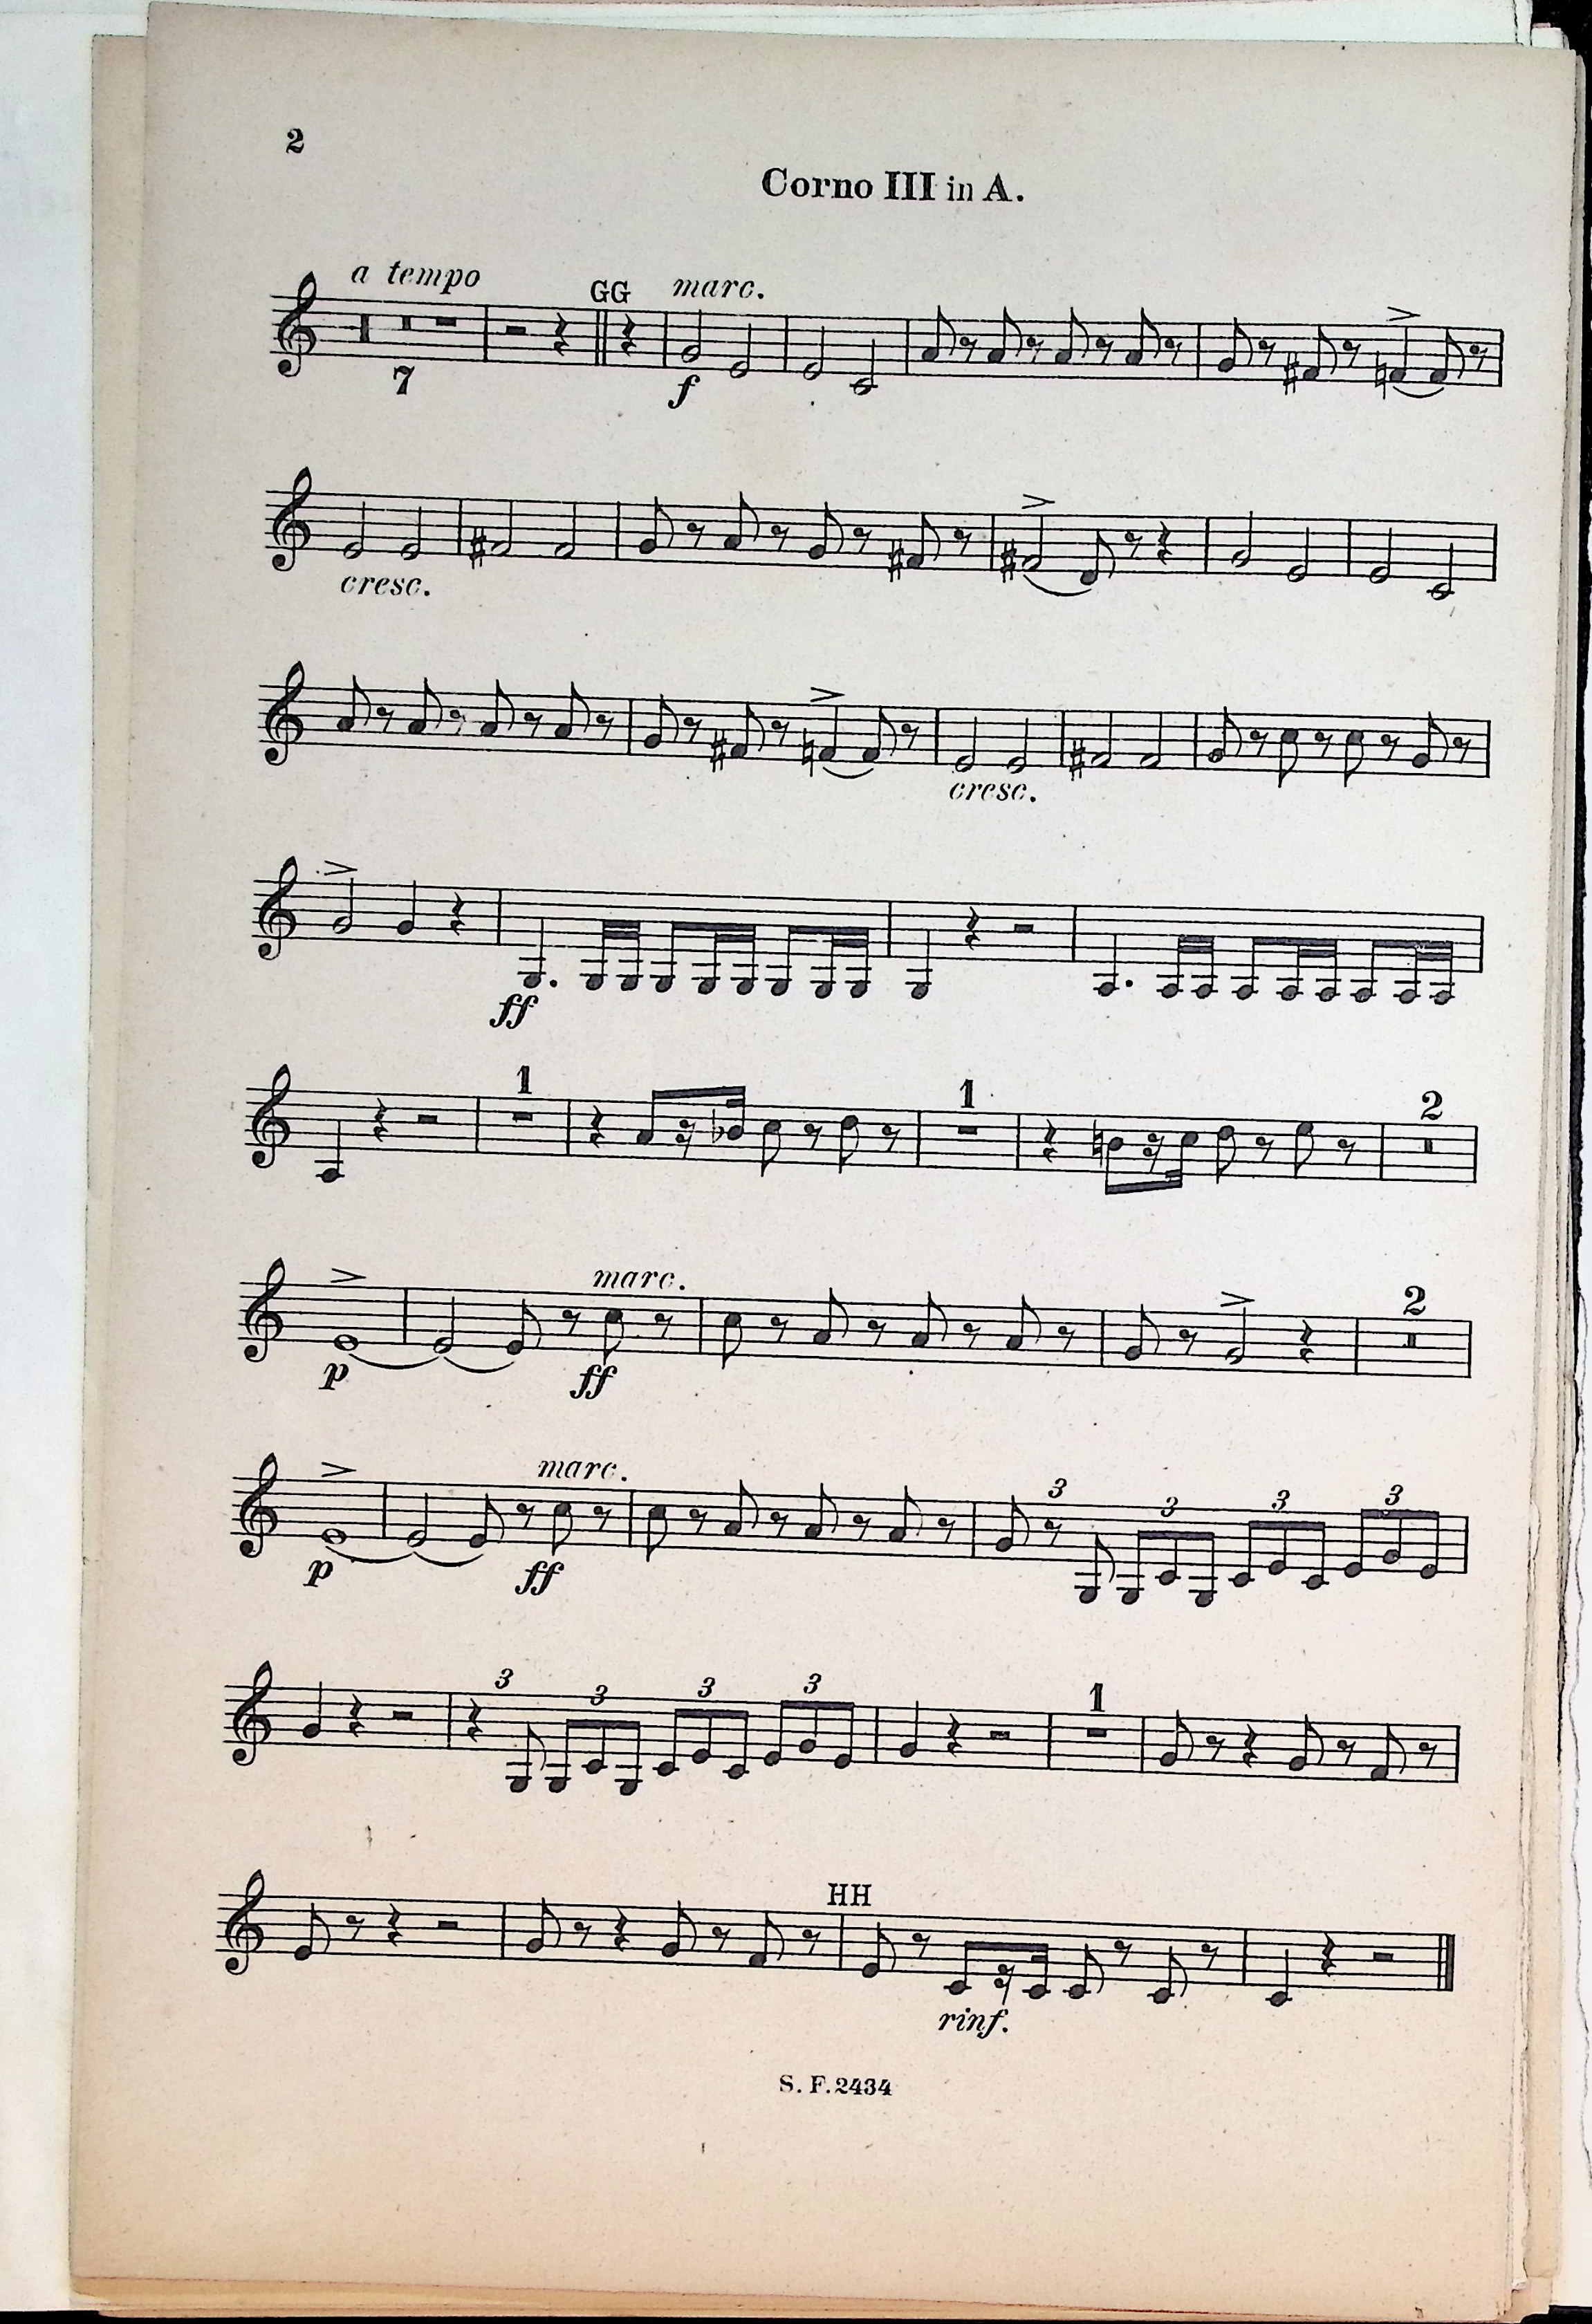 2
Corno III in A.
a tempo GG marc.
7 f
cresc.
cresc.
ff
1 1 2
marc. 2
p ff
marc. 3 3 3 3
p ff
3 3 3 3 1
HH
rinf.
S. F. 2434